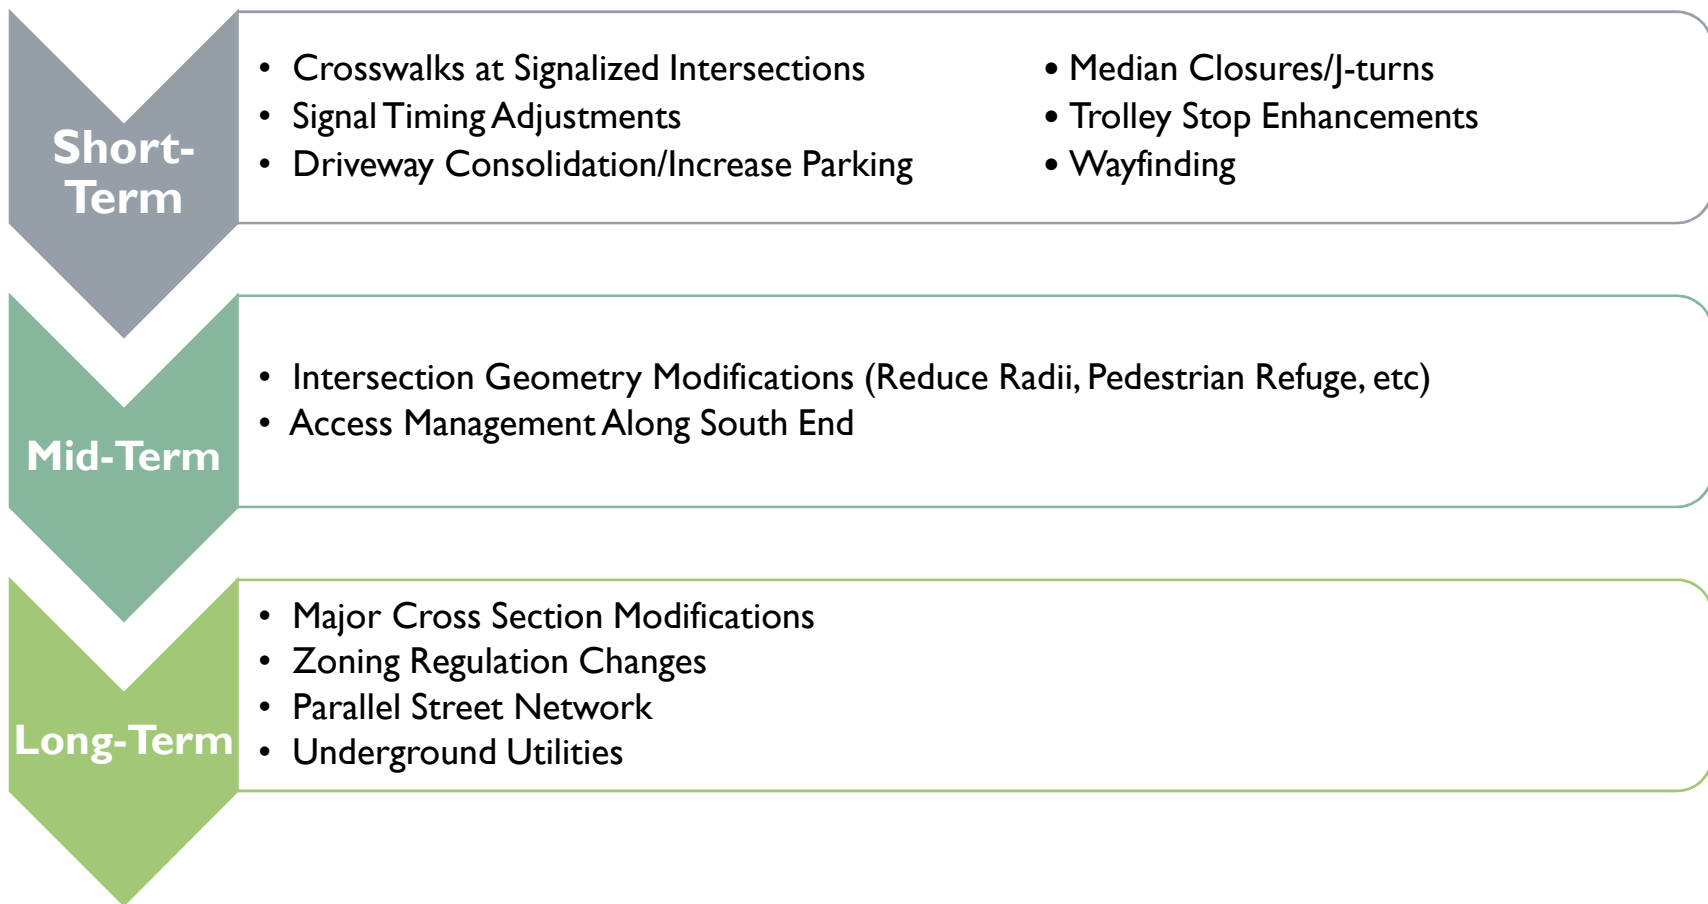 Short-
Term
• Crosswalks at Signalized Intersections
• Signal Timing Adjustments
• Driveway Consolidation/Increase Parking
• Median Closures/J-turns
• Trolley Stop Enhancements
• Wayfinding
Mid-Term
• Intersection Geometry Modifications (Reduce Radii, Pedestrian Refuge, etc)
• Access Management Along South End
Long-Term
• Major Cross Section Modifications
• Zoning Regulation Changes
• Parallel Street Network
• Underground Utilities